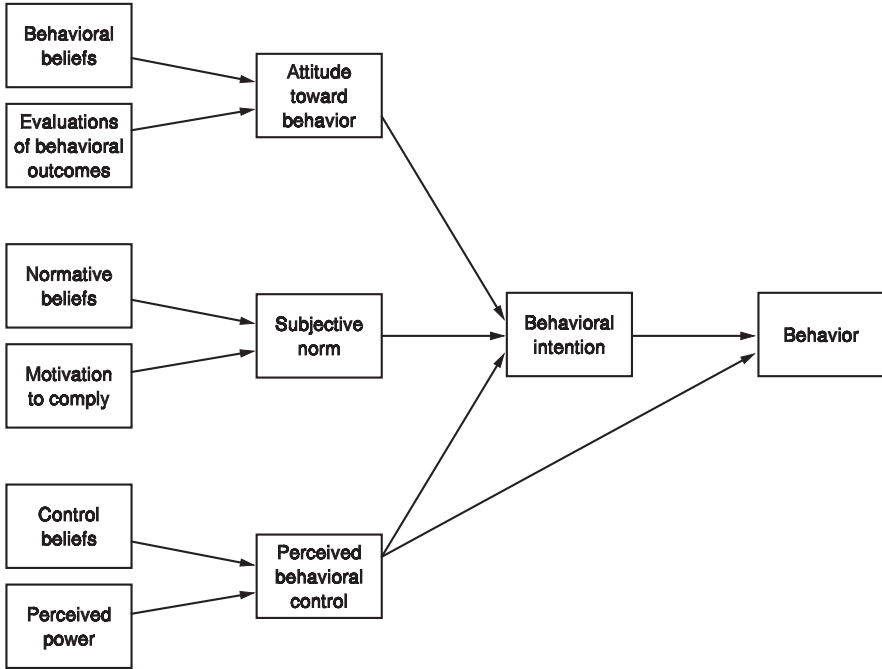 Behavioral
beliefs
Evaluations
of behavioral
outcomes
Attitude
toward
behavior
Normative
beliefs
Motivation
to comply
Subjective
norm
Control
beliefs
Perceived
power
Perceived
behavioral
control
Behavioral
intention
Behavior